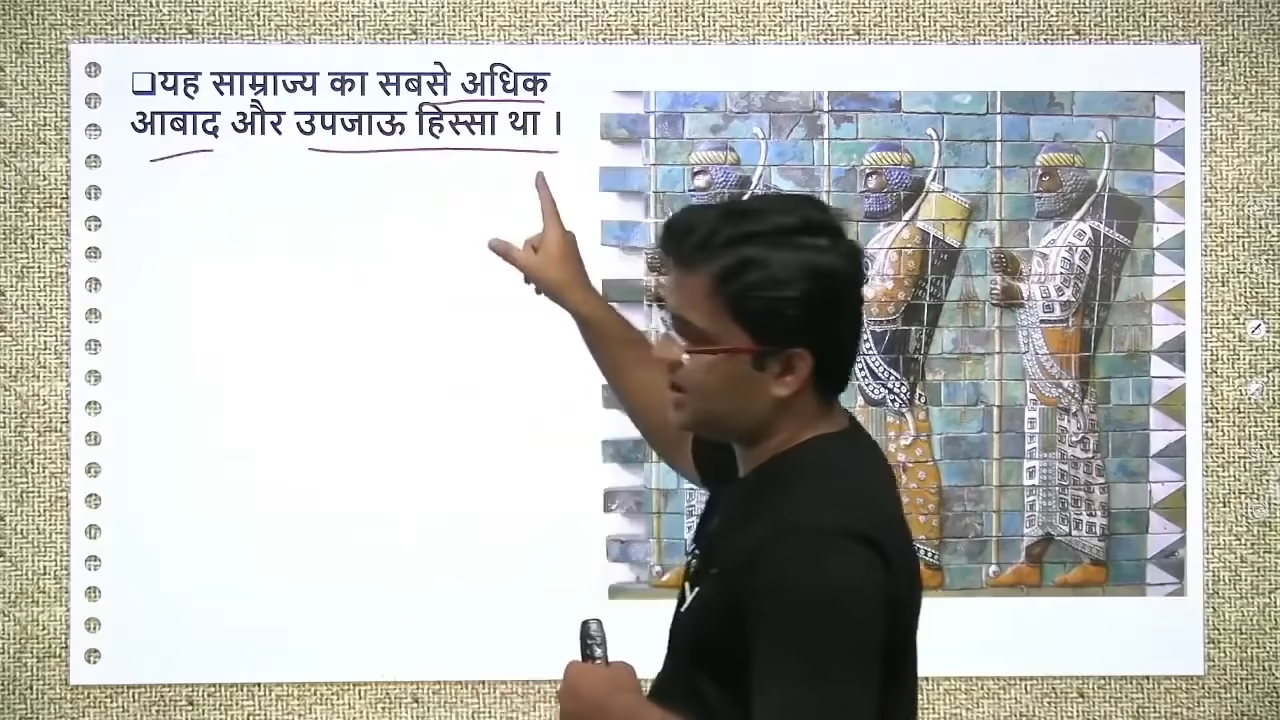 ❑यह साम्राज्य का सबसे अधिक
आबाद और उपजाऊ हिस्सा था ।
y